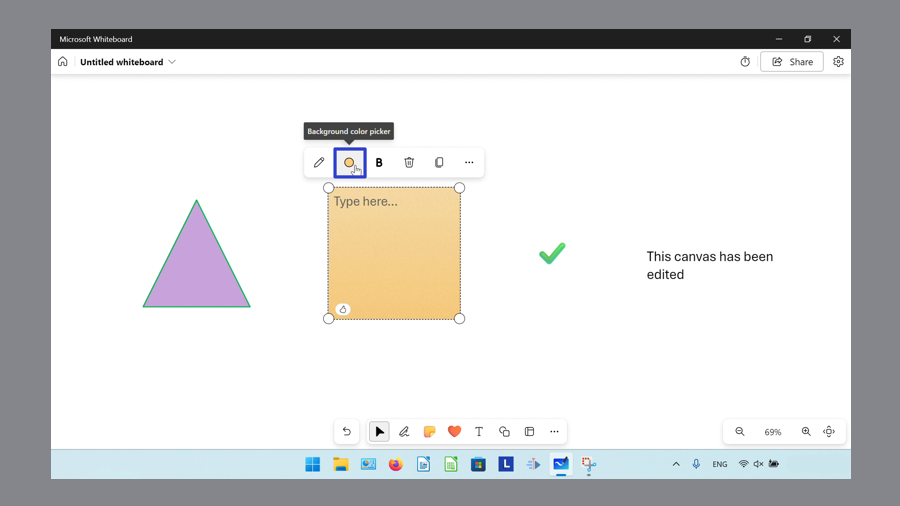 Microsoft Whiteboard
Untitled whiteboard
Share
Background color picker
B
Type here...
This canvas has been
edited
T
69%
L
ENG